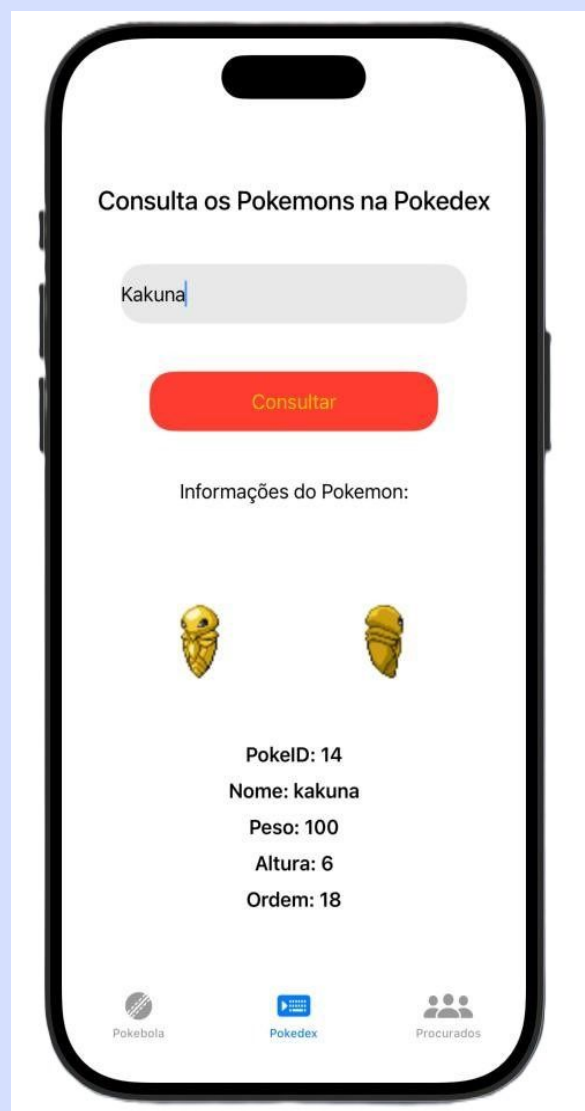 Consulta os Pokemons na Pokedex
Kakuna
Consultar
Informações do Pokemon:
PokeID: 14
Nome: kakuna
Peso: 100
Altura: 6
Ordem: 18
Pokebola
Pokedex
Procurados